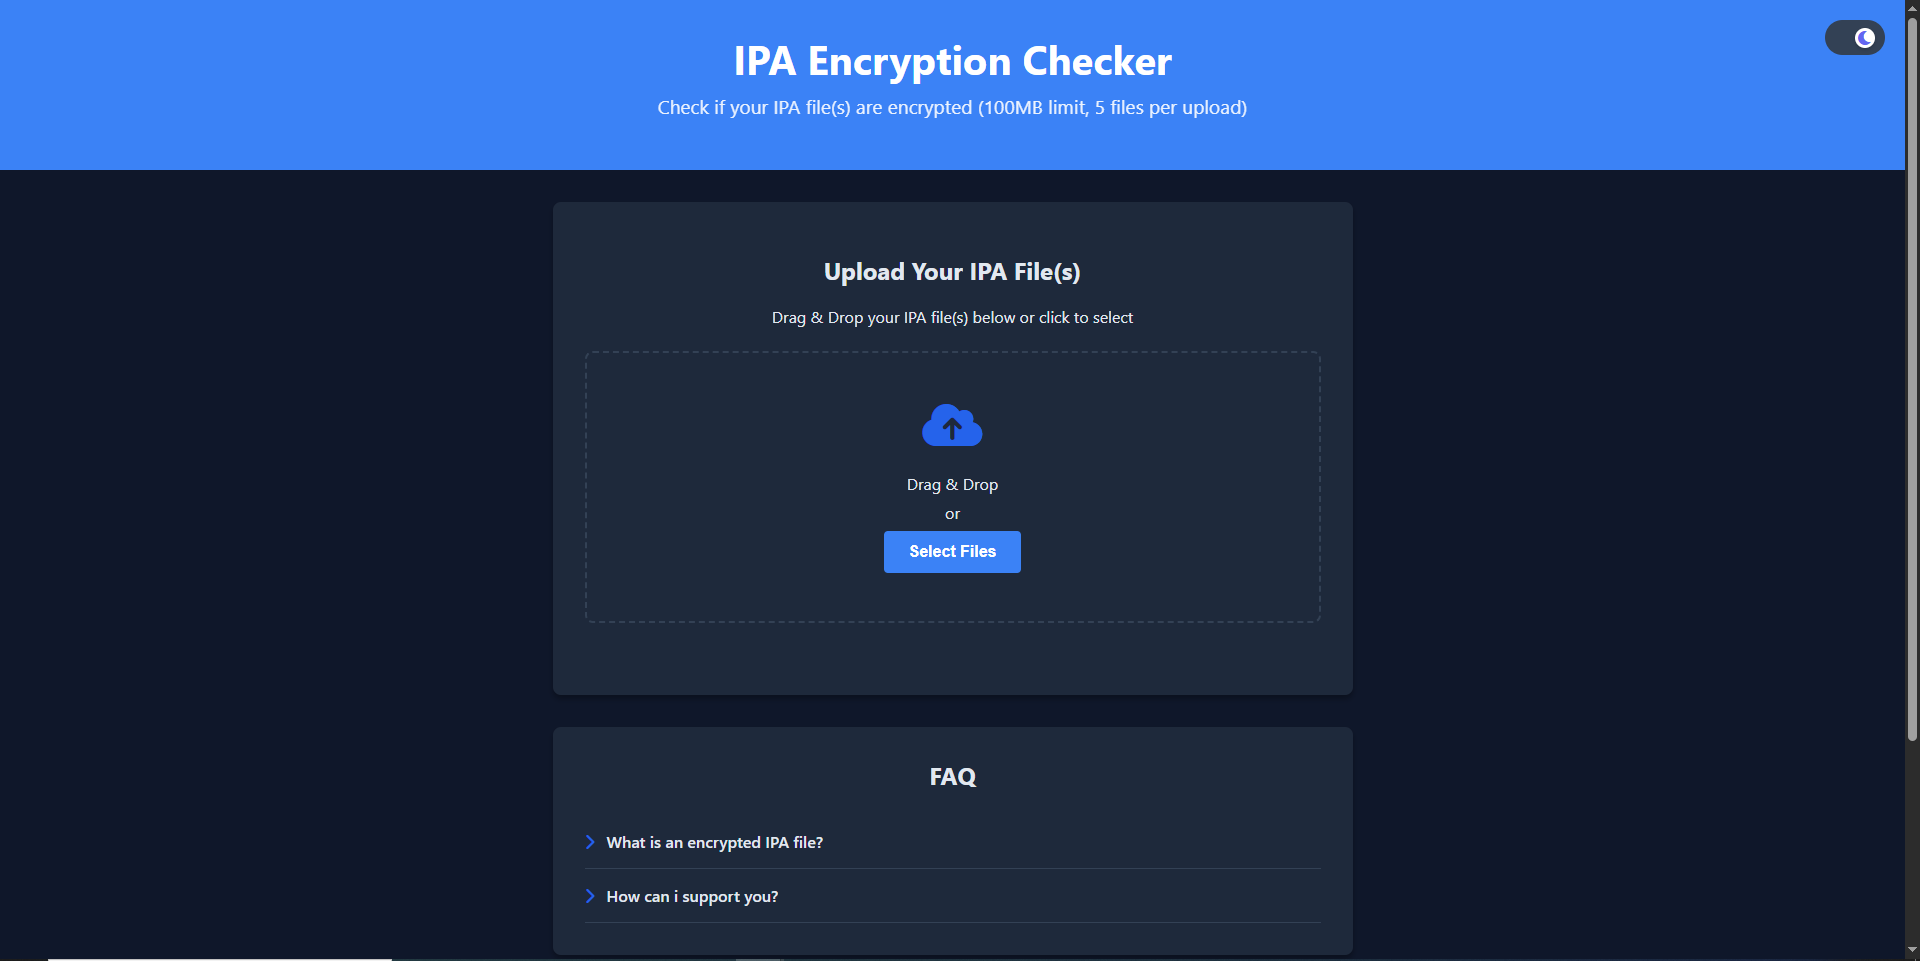 IPA Encryption Checker
Check if your IPA file(s) are encrypted (100MB limit, 5 files per upload)
Upload Your IPA File(s)
Drag & Drop your IPA file(s) below or click to select
Drag & Drop
or
Select Files
FAQ
What is an encrypted IPA file?
How can i support you?